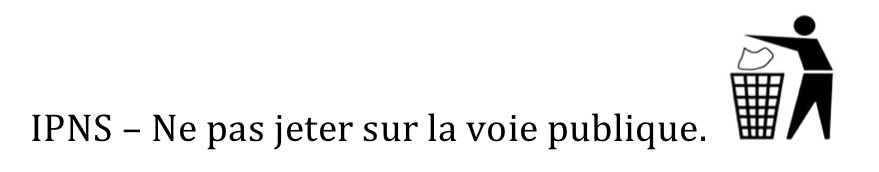 IPNS – Ne pas jeter sur la voie publique.